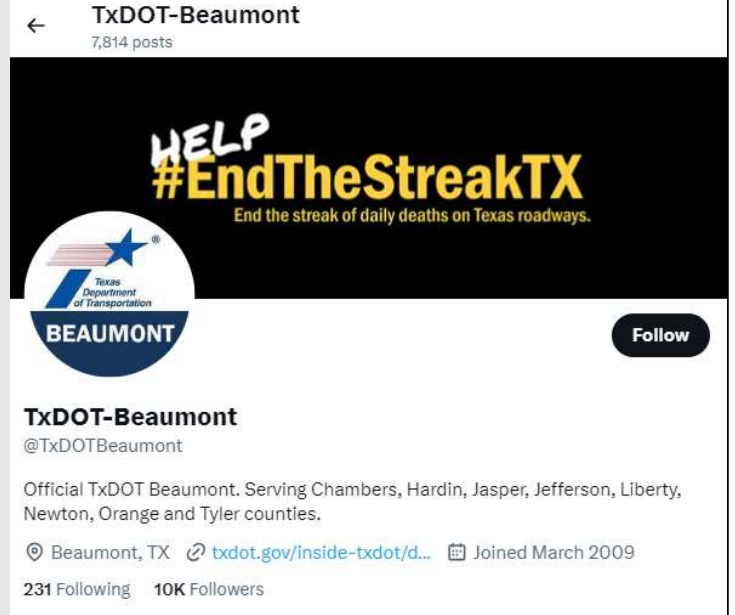 TxDOT-Beaumont
7,814 posts
HELP
#EndTheStreakTX
End the streak of daily deaths on Texas roadways.
®
Texas
Department
of Transportation
BEAUMONT
Follow
TxDOT-Beaumont
@TxDOTBeaumont
Official TxDOT Beaumont. Serving Chambers, Hardin, Jasper, Jefferson, Liberty,
Newton, Orange and Tyler counties.
Beaumont, TX txdot.gov/inside-txdot/d... Joined March 2009
231 Following 10K Followers